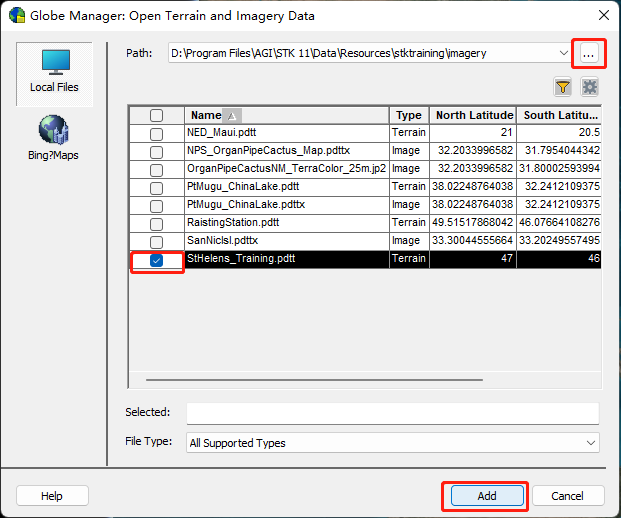 Globe Manager: Open Terrain and Imagery Data
Local Files
Bing?Maps
Path: D:\Program Files\AGI\STK 11\Data\Resources\stktraining\imagery ...
Name Type North Latitude South Latitu...
NED_Maui.pdtt Terrain 21 20.5
NPS_OrganPipeCactus_Map.pdttx Image 32.2033996582 31.7954044342
OrganPipeCactusNM_TerraColor_25m.jp2 Image 32.2033996582 31.80002593994
PtMugu_ChinaLake.pdtt Terrain 38.02248764038 32.2412109375
PtMugu_ChinaLake.pdttx Image 38.02248764038 32.2412109375
RaistingStation.pdtt Terrain 49.51517868042 46.07664108276
SanNicIsl.pdttx Image 33.30044555664 33.20249557495
StHelens_Training.pdtt Terrain 47 46
Selected:
File Type: All Supported Types
Help Add Cancel